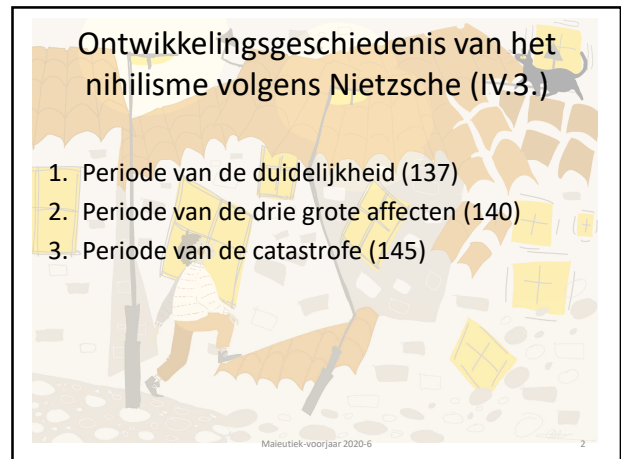 Ontwikkelingsgeschiedenis van het
nihilisme volgens Nietzsche (IV.3.)
1. Periode van de duidelijkheid (137)
2. Periode van de drie grote affecten (140)
3. Periode van de catastrofe (145)
Maieutiek-voorjaar 2020-6
2